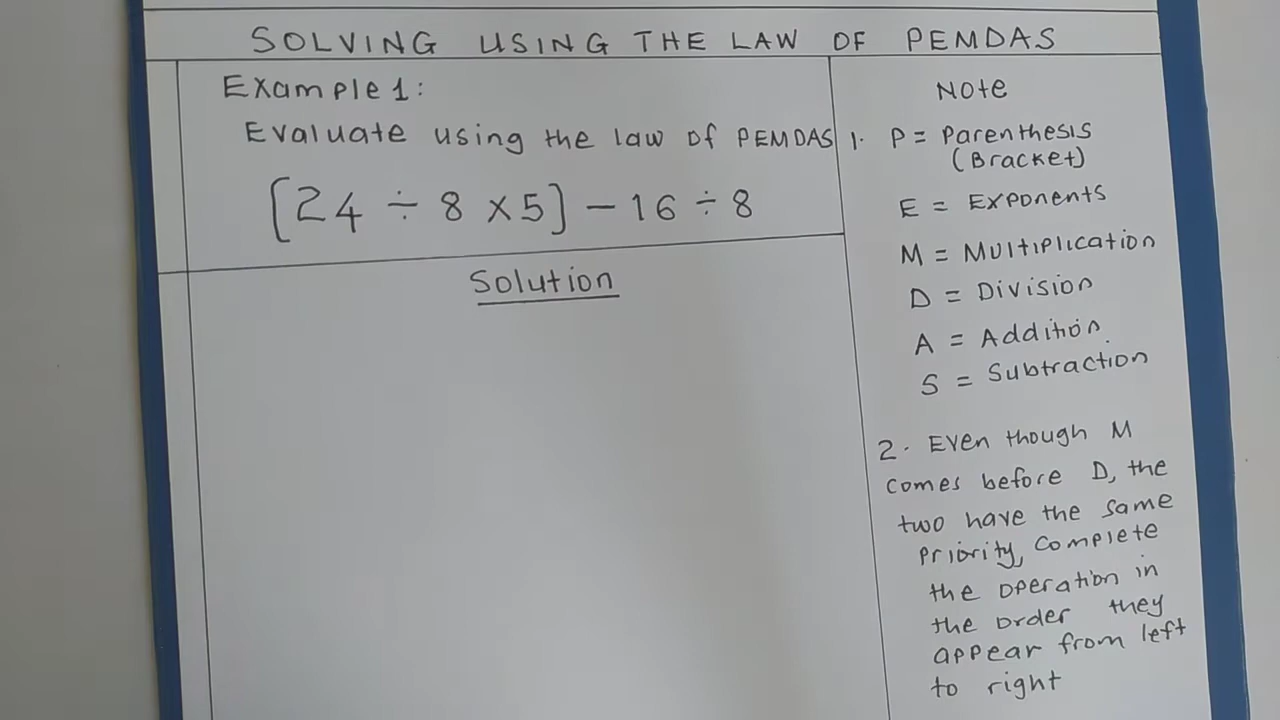 SOLVING USING THE LAW OF PEMDAS
Example 1:
Evaluate using the law of PEMDAS
[24 ÷ 8 × 5] - 16 ÷ 8
Solution
Note
1. P = Parenthesis
(Bracket)
E = Exponents
M = Multiplication
D = Division
A = Addition
S = Subtraction
2. Even though M
comes before D, the
two have the same
priority, complete
the operation in
the order they
appear from left
to right